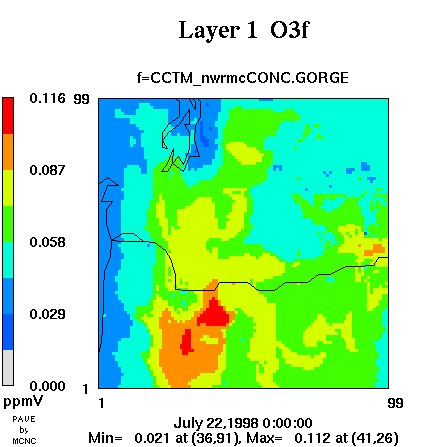 Layer 1 O3f
f=CCTM_nwrmcCONC.GORGE
0.116 99
0.087
0.058
0.029
0.000 1
ppmV 1 99
PAVE
by
MCNC
July 22,1998 0:00:00
Min= 0.021 at (36,91), Max= 0.112 at (41,26)